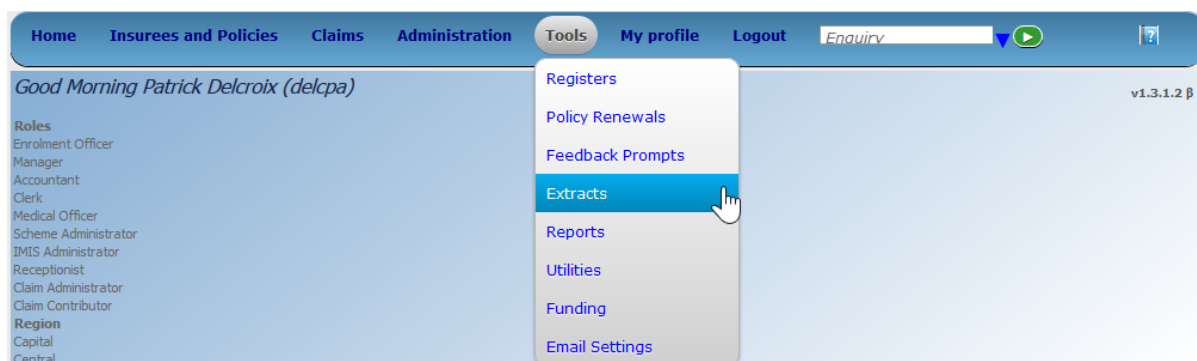 Home Insurees and Policies Claims Administration Tools My profile Logout Enquiry ?
Good Morning Patrick Delcroix (delcpa)
v1.3.1.2 β
Roles
Enrolment Officer
Manager
Accountant
Clerk
Medical Officer
Scheme Administrator
IMIS Administrator
Receptionist
Claim Administrator
Claim Contributor
Region
Capital
Central
Registers
Policy Renewals
Feedback Prompts
Extracts
Reports
Utilities
Funding
Email Settings